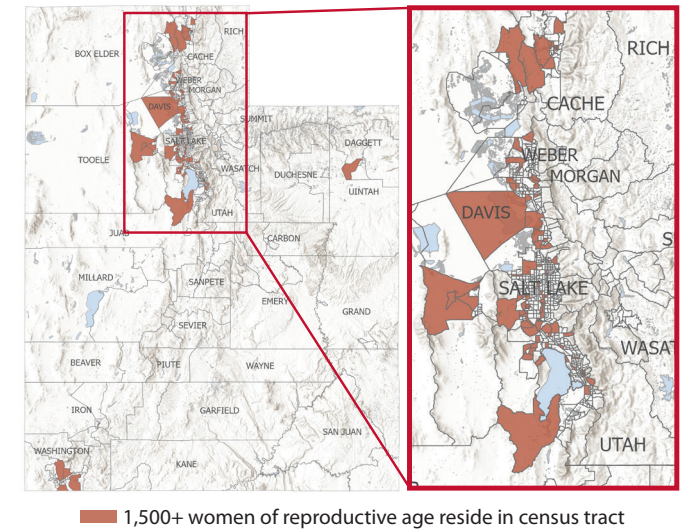 RICH
BOX ELDER
CACHE
WEBER
MORGAN
DAVIS
SUMMIT
SALT LAKE
DAGGETT
TOOELE
WASATCH
DUCHESNE
UINTAH
UTAH
JUAB
CARBON
MILLARD
SANPETE
EMERY
GRAND
SEVIER
BEAVER
PIUTE
WAYNE
IRON
GARFIELD
SAN JUAN
WASHINGTON
KANE
RICH
CACHE
WEBER
MORGAN
DAVIS
S
SALT LAKE
WASAT
UTAH
1,500+ women of reproductive age reside in census tract